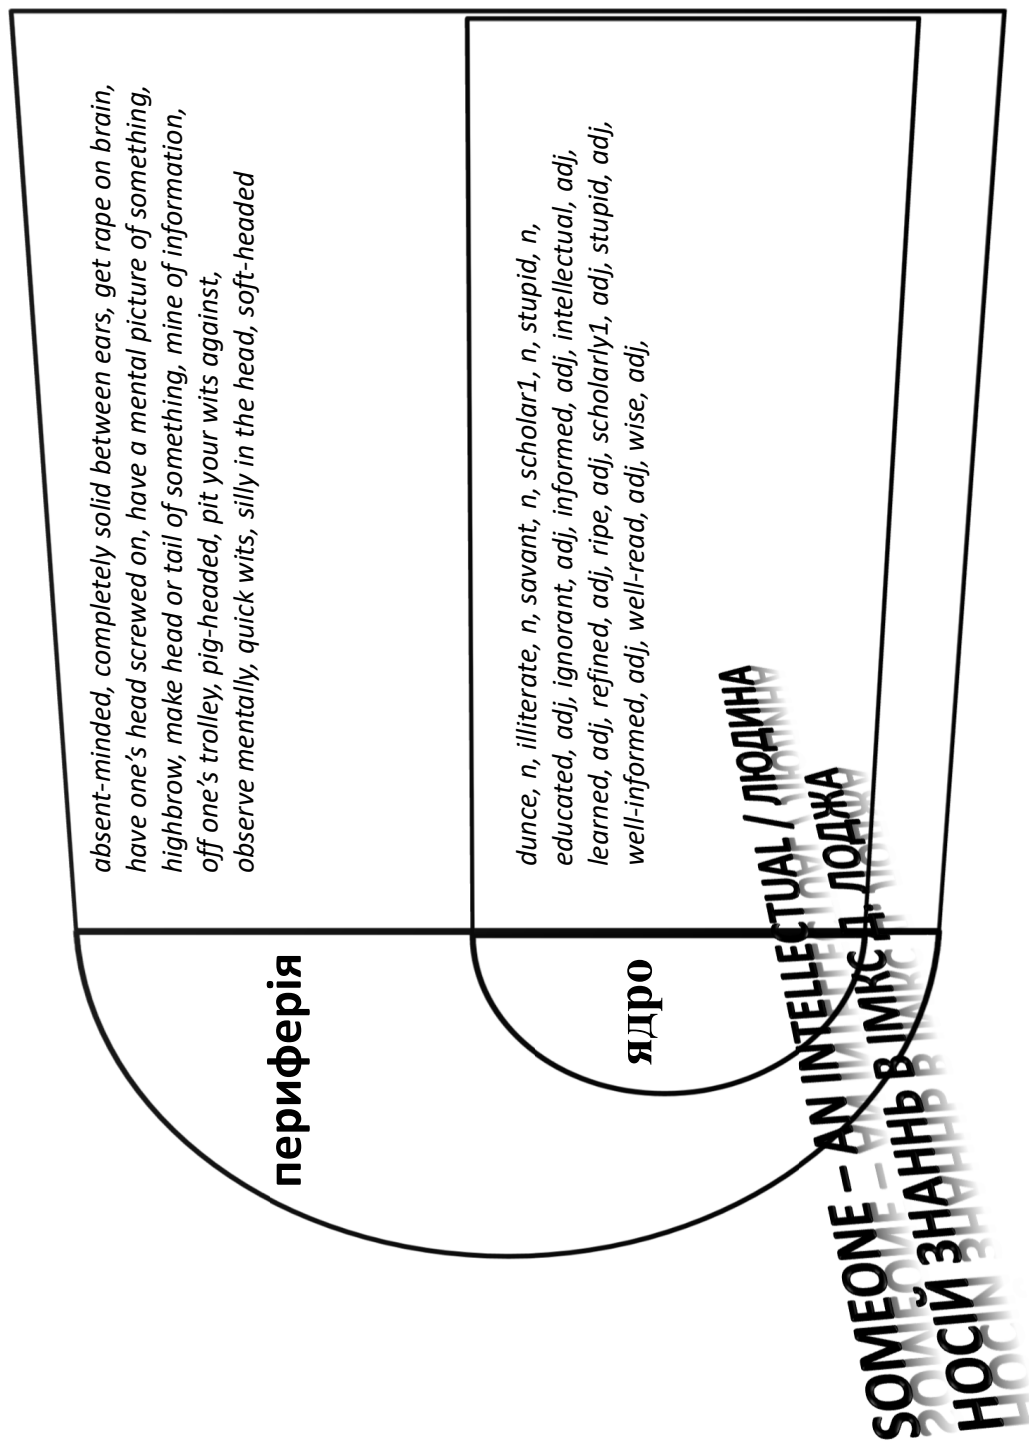 absent-minded, completely solid between ears, get rape on brain,
have one's head screwed on, have a mental picture of something,
highbrow, make head or tail of something, mine of information,
off one's trolley, pig-headed, pit your wits against,
observe mentally, quick wits, silly in the head, soft-headed
периферія
dunce, n, illiterate, n, savant, n, scholar1, n, stupid, n,
educated, adj, ignorant, adj, informed, adj, intellectual, adj,
learned, adj, refined, adj, ripe, adj, scholarly1, adj, stupid, adj,
well-informed, adj, well-read, adj, wise, adj,
ядро
SOMEONE – AN INTELLECTUAL / ЛЮДИНА
НОСІЙ ЗНАННЬ В ІМКС Д. ЛОДЖА